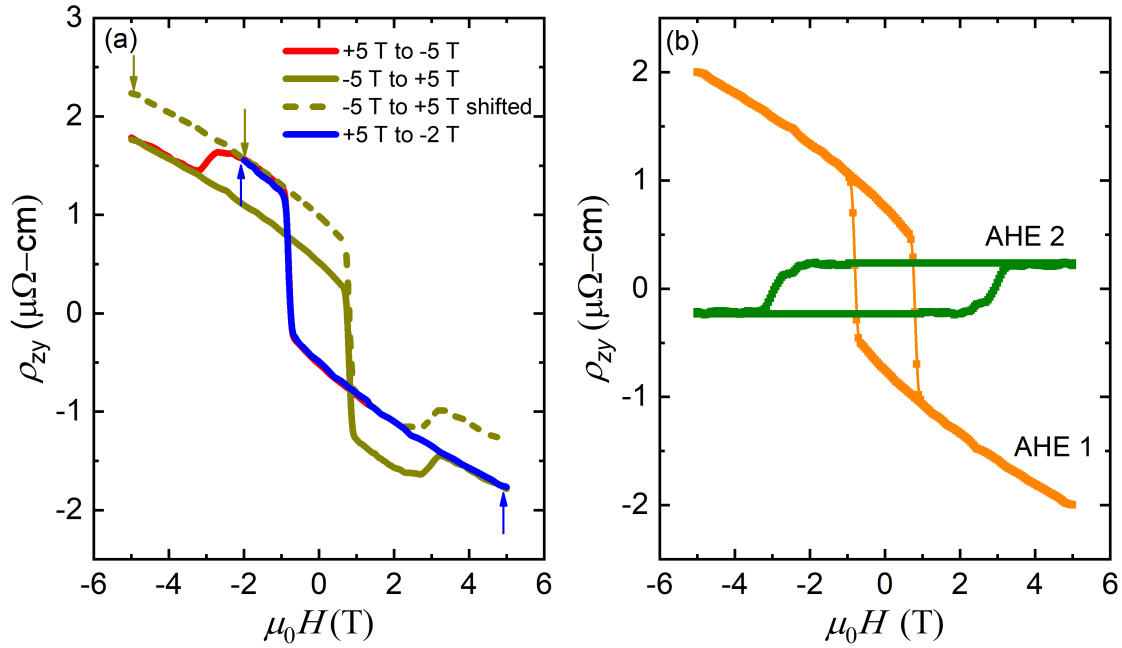 (a)
+5 T to -5 T
-5 T to +5 T
-5 T to +5 T shifted
+5 T to -2 T
3
2
1
0
-1
-2
ρzy (μΩ−cm)
-6 -4 -2 0 2 4 6
μ0H (T)
(b)
AHE 2
AHE 1
2
1
0
-1
-2
ρzy (μΩ−cm)
-6 -4 -2 0 2 4 6
μ0H (T)